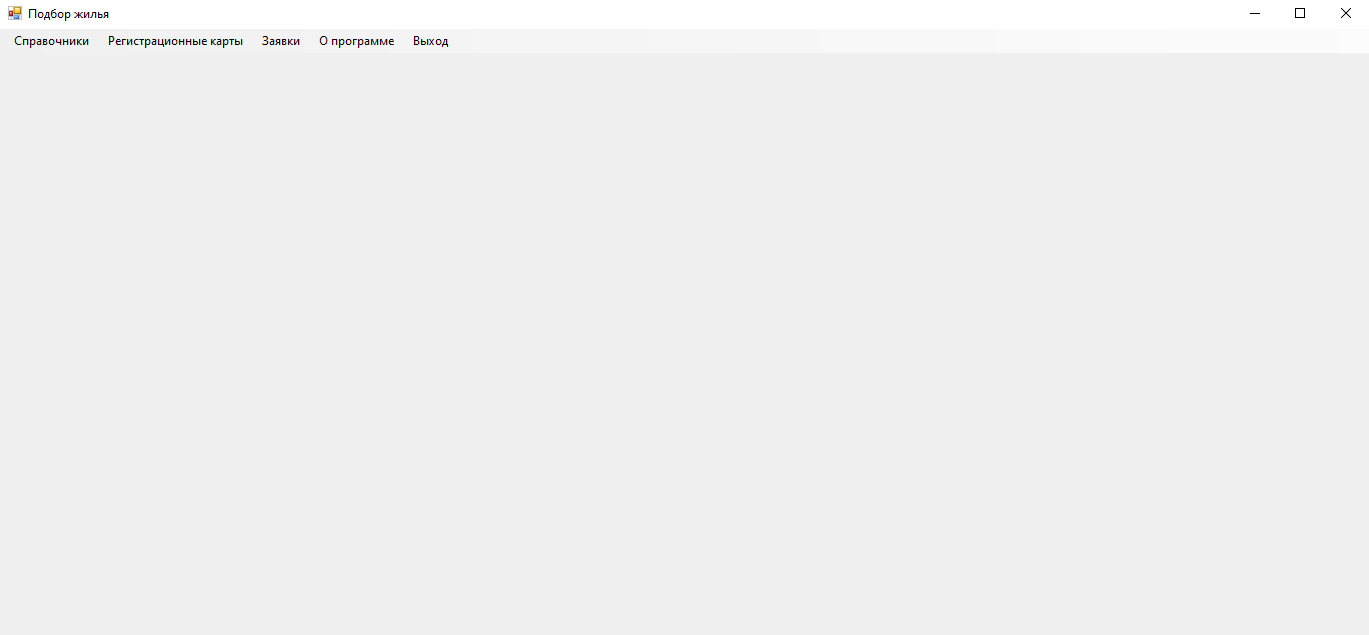 Подбор жилья
Справочники Регистрационные карты Заявки О программе Выход